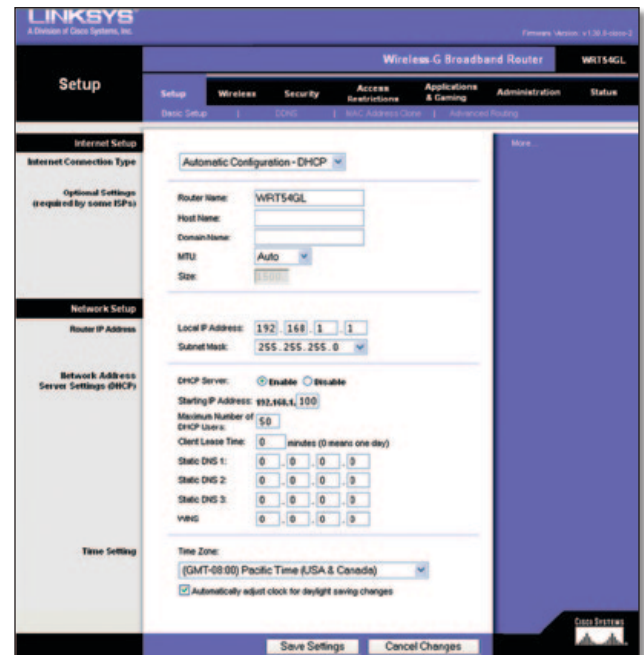 LINKSYS
A Division of Cisco Systems, Inc.
Firmware Version: v1.30.0-cisco-2
Wireless-G Broadband Router WRT54GL
Setup
Setup Wireless Security Access Restrictions Applications & Gaming Administration Status
Basic Setup | DDNS | MAC Address Clone | Advanced Routing
Internet Setup
More...
Internet Connection Type Automatic Configuration - DHCP
Optional Settings
(required by some ISPs)
Router Name: WRT54GL
Host Name:
Domain Name:
MTU: Auto
Size: 1500
Network Setup
Router IP Address
Local IP Address: 192 . 168 . 1 . 1
Subnet Mask: 255.255.255.0
Network Address
Server Settings (DHCP)
DHCP Server: Enable Disable
Starting IP Address: 192.168.1. 100
Maximum Number of
DHCP Users: 50
Client Lease Time: 0 minutes (0 means one day)
Static DNS 1: 0 . 0 . 0 . 0
Static DNS 2: 0 . 0 . 0 . 0
Static DNS 3: 0 . 0 . 0 . 0
WINS 0 . 0 . 0 . 0
Time Setting
Time Zone:
(GMT-08:00) Pacific Time (USA & Canada)
Automatically adjust clock for daylight saving changes
Cisco Systems
Save Settings Cancel Changes